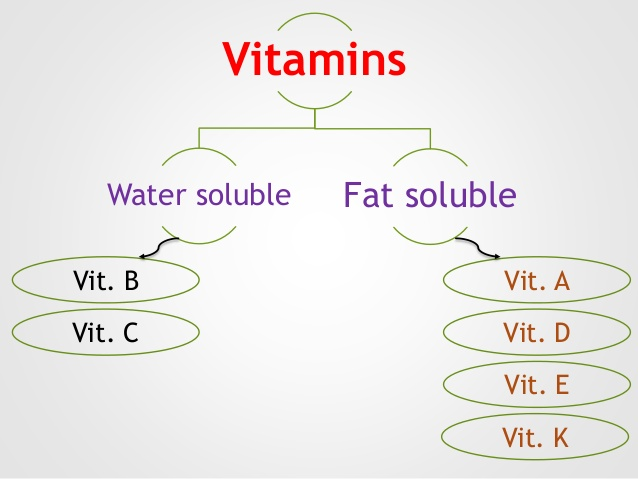 Vitamins
Water soluble
Fat soluble
Vit. B
Vit. C
Vit. A
Vit. D
Vit. E
Vit. K